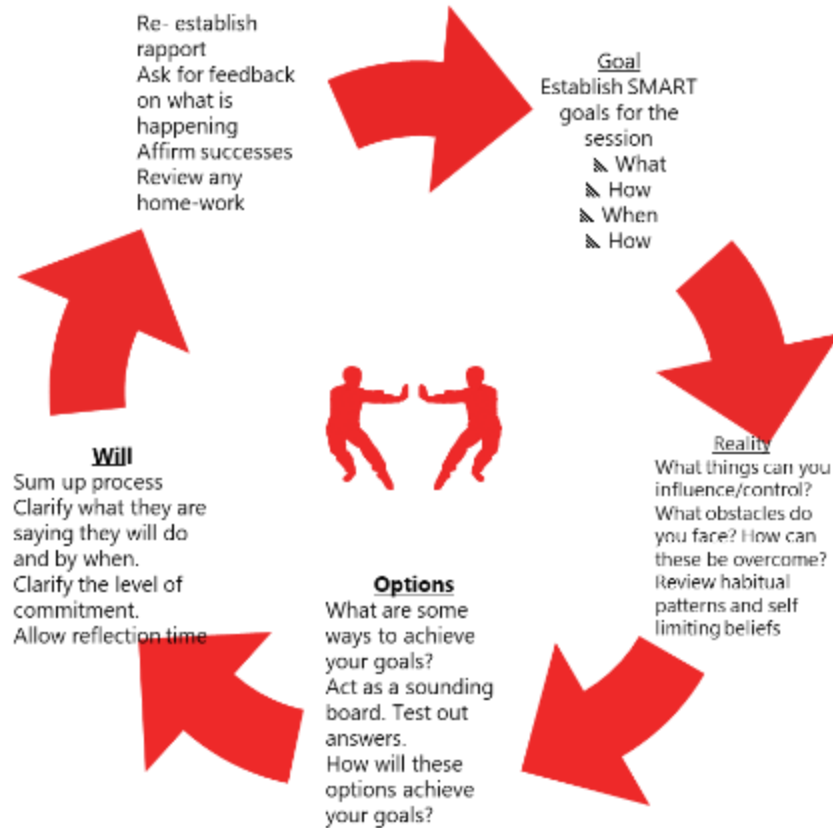 Re- establish
rapport
Ask for feedback
on what is
happening
Affirm successes
Review any
home-work
Goal
Establish SMART
goals for the
session
What
How
When
How
Reality
What things can you
influence/control?
What obstacles do
you face? How can
these be overcome?
Review habitual
patterns and self
limiting beliefs
Options
What are some
ways to achieve
your goals?
Act as a sounding
board. Test out
answers.
How will these
options achieve
your goals?
Will
Sum up process
Clarify what they are
saying they will do
and by when.
Clarify the level of
commitment.
Allow reflection time